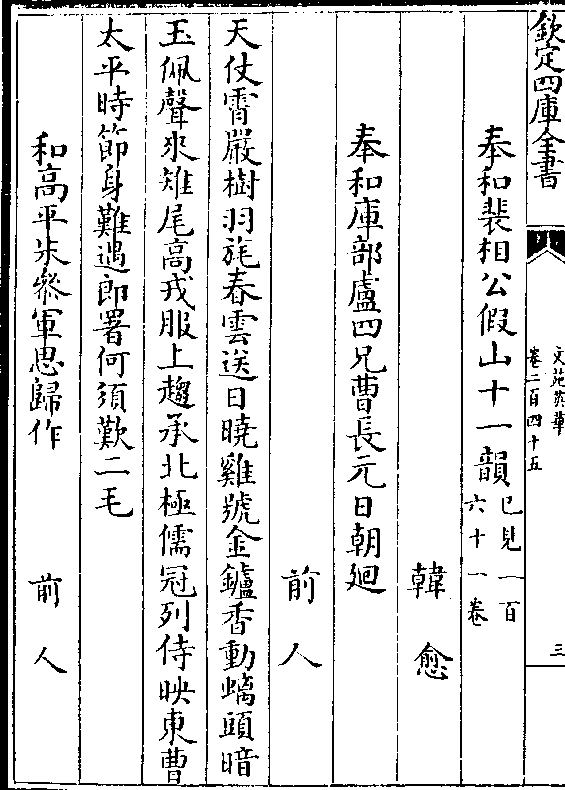 欽定四庫全書
文苑英華
卷二百四十五
三
奉和裴相公假山十一韻
已見一百
六十一卷
韓愈
奉和庫部盧四兄曹長元日朝廻
前人
天仗霄嚴樹羽旄春雲送日曉雞號金鑪香動螭頭暗
玉佩聲來雉尾高戎服上趨承北極儒冠列侍映東曹
太平時節身難遇郎署何須歎二毛
和高平朱叅軍思歸作
前人